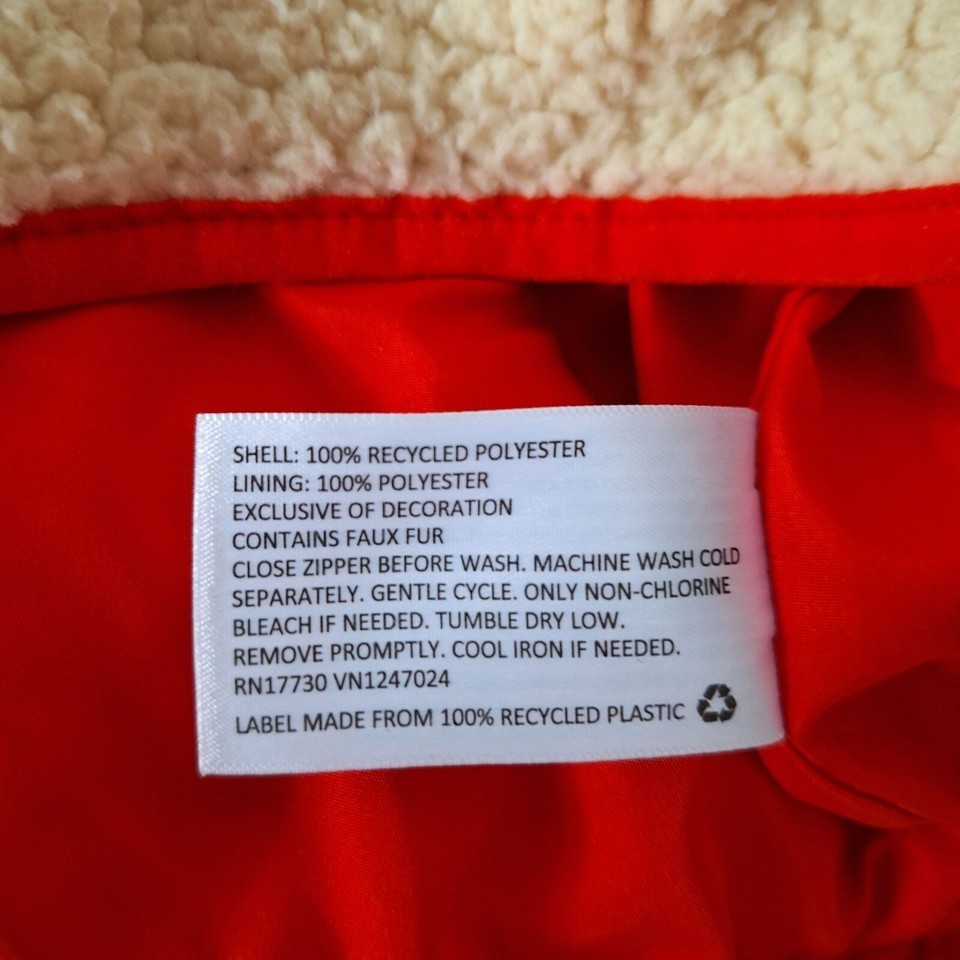 SHELL: 100% RECYCLED POLYESTER
LINING: 100% POLYESTER
EXCLUSIVE OF DECORATION
CONTAINS FAUX FUR
CLOSE ZIPPER BEFORE WASH. MACHINE WASH COLD
SEPARATELY. GENTLE CYCLE. ONLY NON-CHLORINE
BLEACH IF NEEDED. TUMBLE DRY LOW.
REMOVE PROMPTLY. COOL IRON IF NEEDED.
RN17730 VN1247024
LABEL MADE FROM 100% RECYCLED PLASTIC